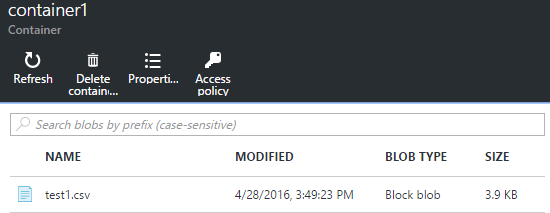 container1
Container
Refresh
Delete
containe...
Properti...
Access
policy
Search blobs by prefix (case-sensitive)
NAME MODIFIED BLOB TYPE SIZE
test1.csv 4/28/2016, 3:49:23 PM Block blob 3.9 KB